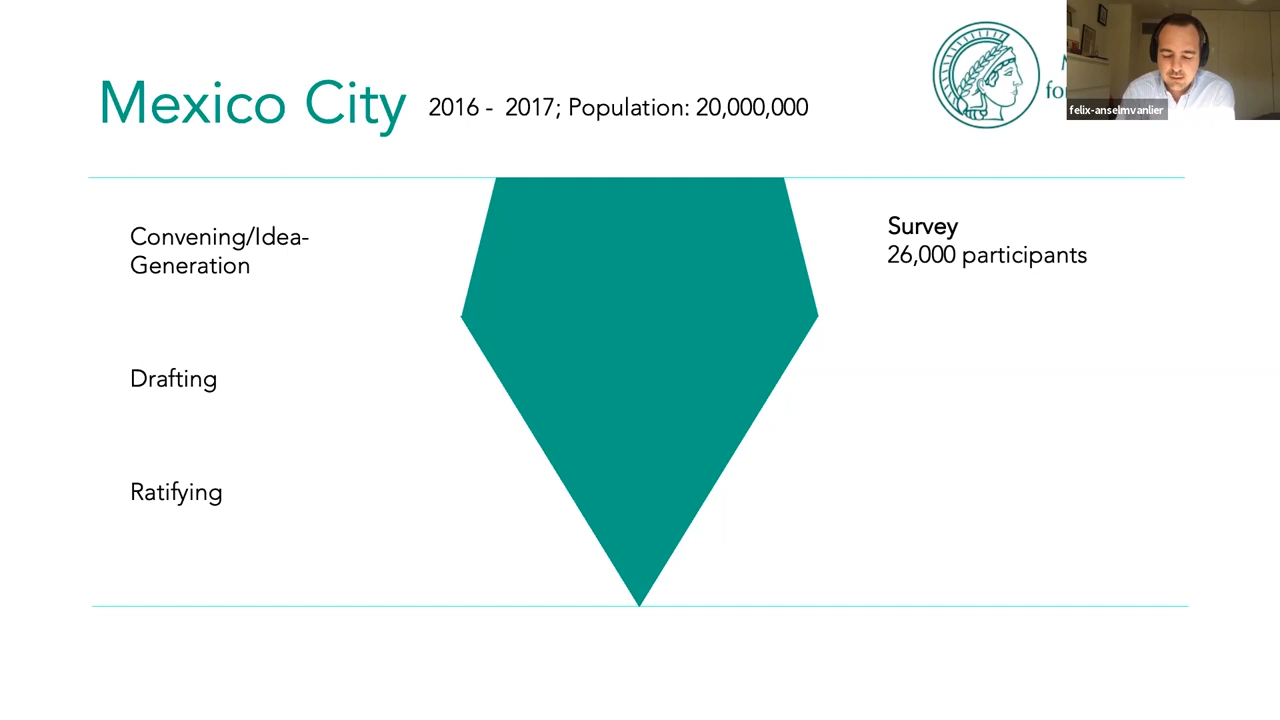 Mexico City 2016 - 2017; Population: 20,000,000
felix-anselmvanlier
Convening/Idea-
Generation
Survey
26,000 participants
Drafting
Ratifying